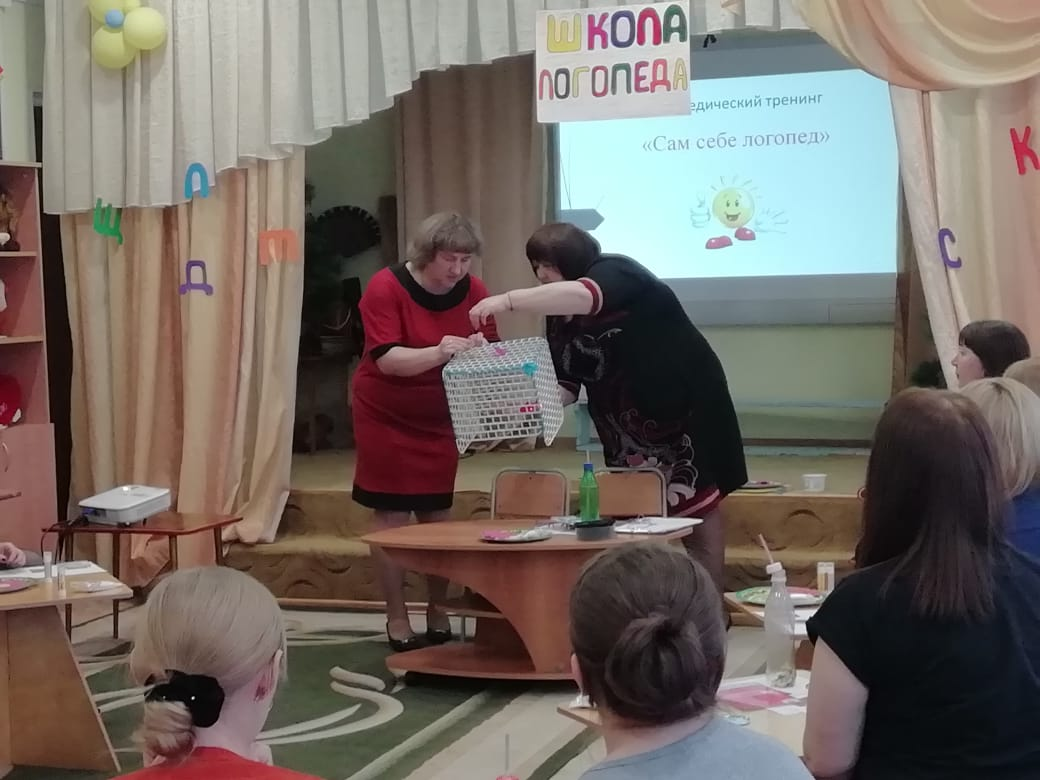 ШКОЛА
ЛОГОПЕДА
едический тренинг
«Сам себе логопед»
Щ
Л
Д
П
К
С